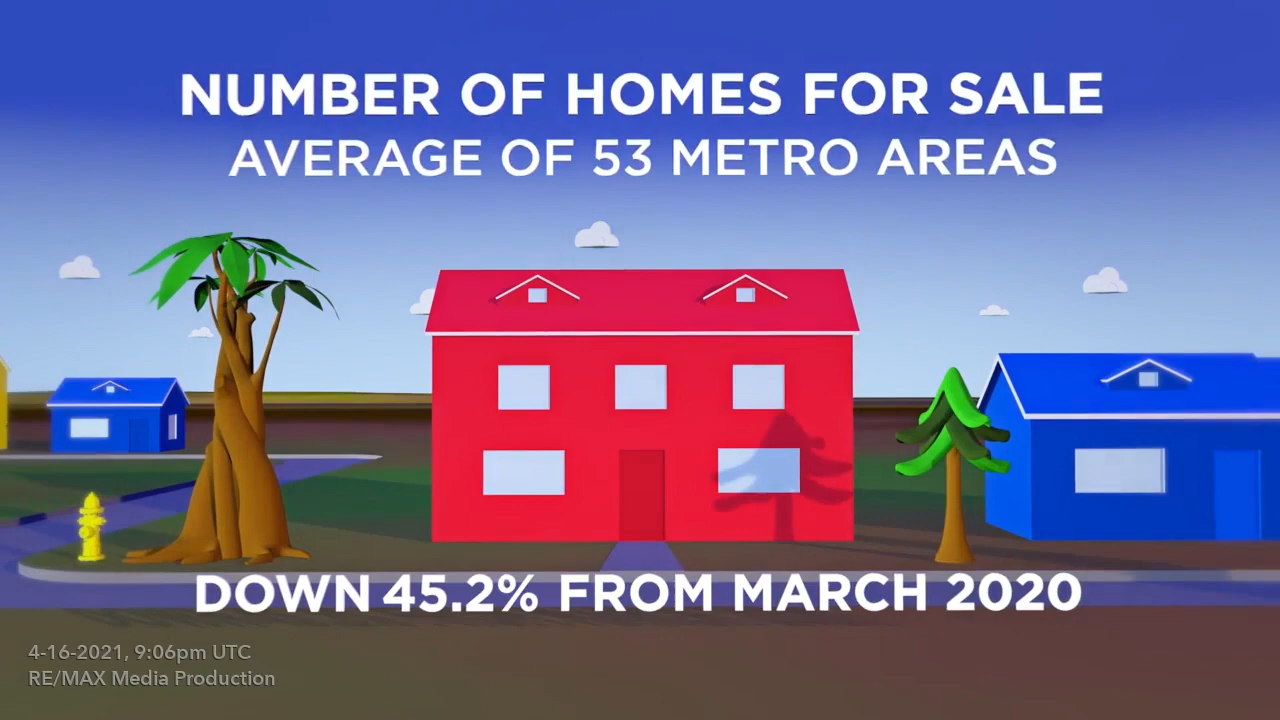 NUMBER OF HOMES FOR SALE
AVERAGE OF 53 METRO AREAS
DOWN 45.2% FROM MARCH 2020
4-16-2021, 9:06pm UTC
RE/MAX Media Production